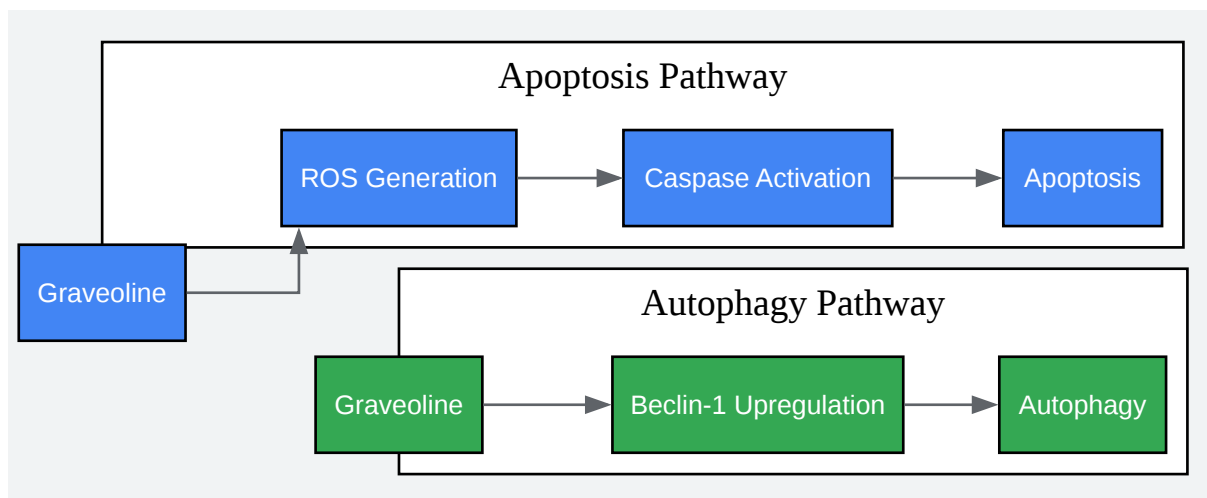 Apoptosis Pathway
ROS Generation
Caspase Activation
Apoptosis
Graveoline
Autophagy Pathway
Graveoline
Beclin-1 Upregulation
Autophagy